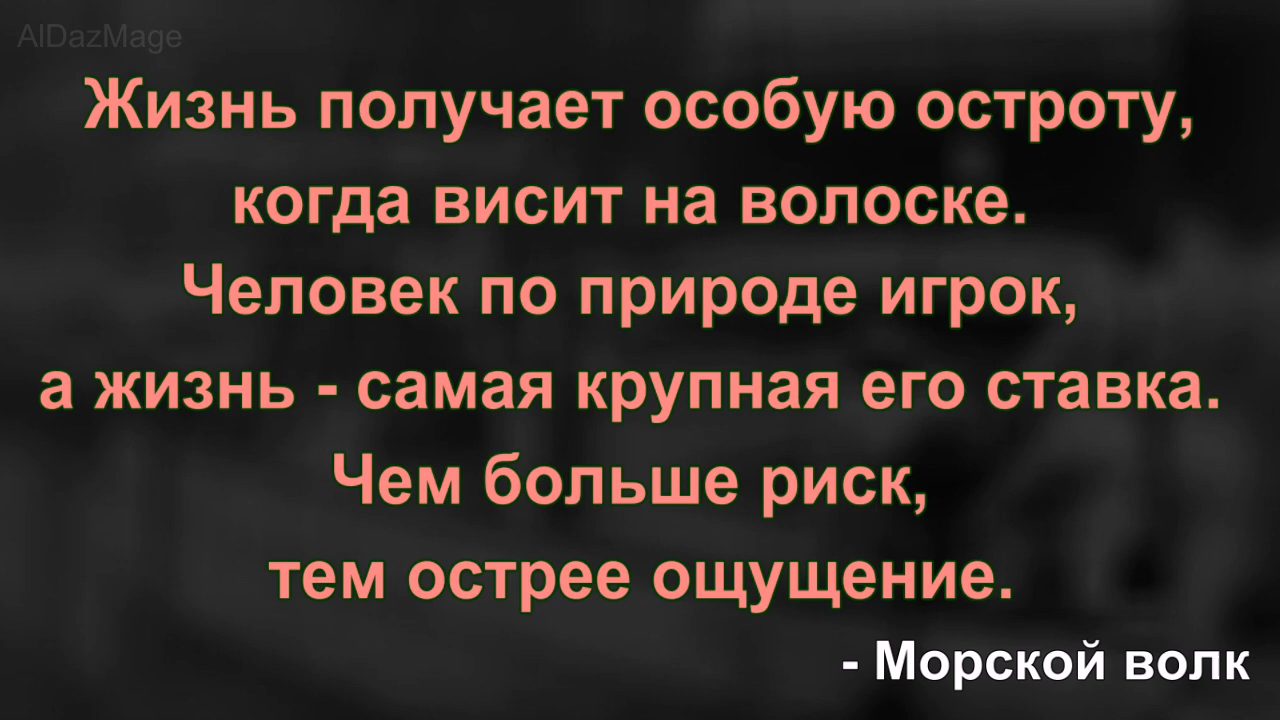 AlDazMage
Жизнь получает особую остроту,
когда висит на волоске.
Человек по природе игрок,
а жизнь - самая крупная его ставка.
Чем больше риск,
тем острее ощущение.
- Морской волк